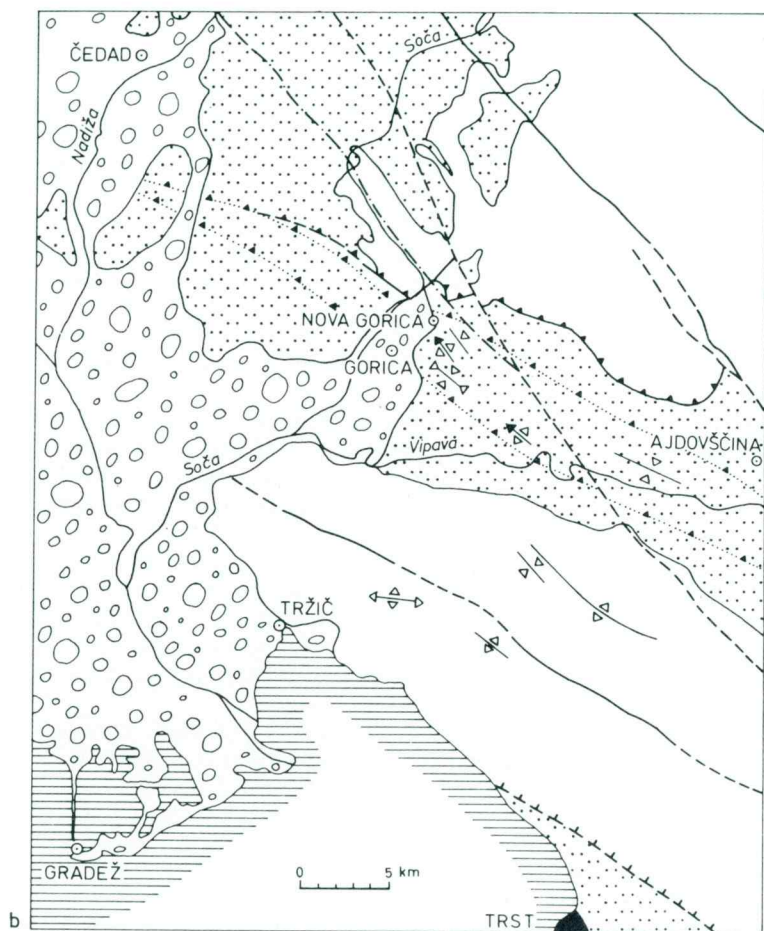 ČEDAD
Soča
Nadiža
NOVA GORICA
GORICA
AJDOVŠČINA
Vipava
Soča
TRŽIČ
GRADEŽ
0 5 km
b
TRST